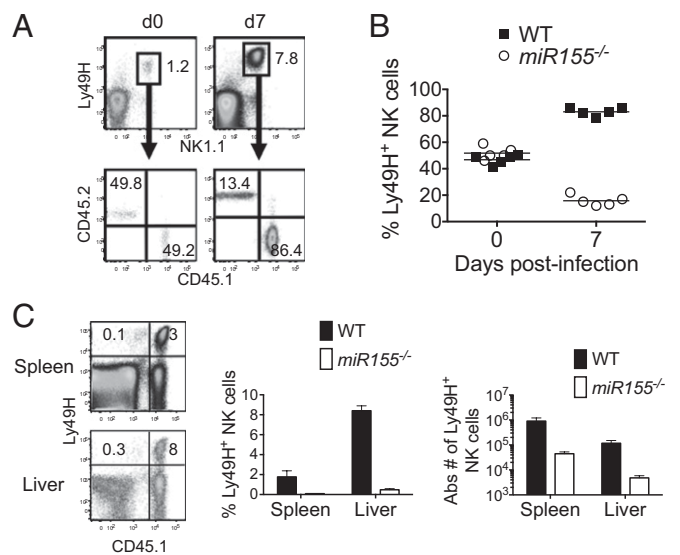 A
d0
d7
Ly49H
1.2
7.8
NK1.1
CD45.2
49.8
49.2
13.4
86.4
CD45.1
B
WT
miR155-/-
% Ly49H+ NK cells
100
80
60
40
20
0
0
7
Days post-infection
C
Spleen
Liver
Ly49H
0.1
3
0.3
8
CD45.1
WT
miR155-/-
% Ly49H+ NK cells
10
8
6
4
2
0
Spleen Liver
WT
miR155-/-
Abs # of Ly49H+
NK cells
10^7
10^6
10^5
10^4
10^3
Spleen Liver